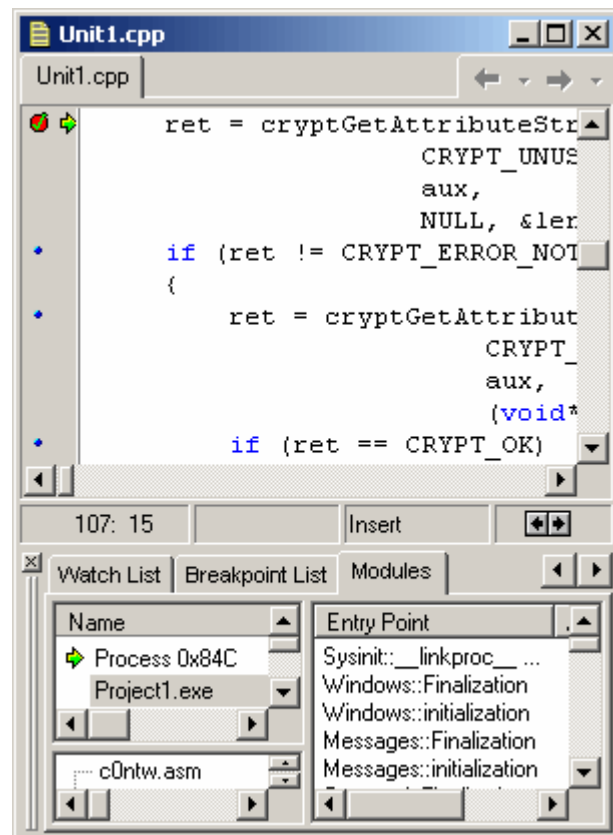 Unit1.cpp
Unit1.cpp
ret = cryptGetAttributeStr
CRYPT_UNUS
aux,
NULL, &len
if (ret != CRYPT_ERROR_NOT
{
ret = cryptGetAttribut
CRYPT_
aux,
(void*
if (ret == CRYPT_OK)
107: 15
Insert
Watch List
Breakpoint List
Modules
Name
Process 0x84C
Project1.exe
c0ntw.asm
Entry Point
Sysinit::__linkproc__ ...
Windows::Finalization
Windows::initialization
Messages::Finalization
Messages::initialization